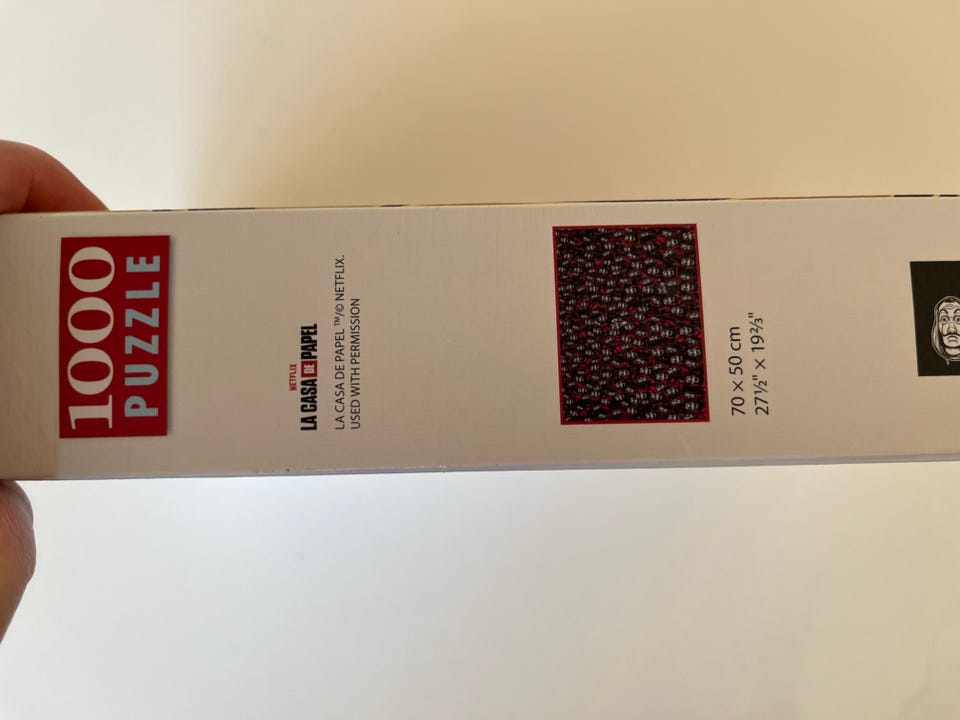 1000
PUZZLE
NETFLIX
LA CASA DE PAPEL
LA CASA DE PAPEL ™/© NETFLIX.
USED WITH PERMISSION
70 × 50 cm
27½" × 19⅔"